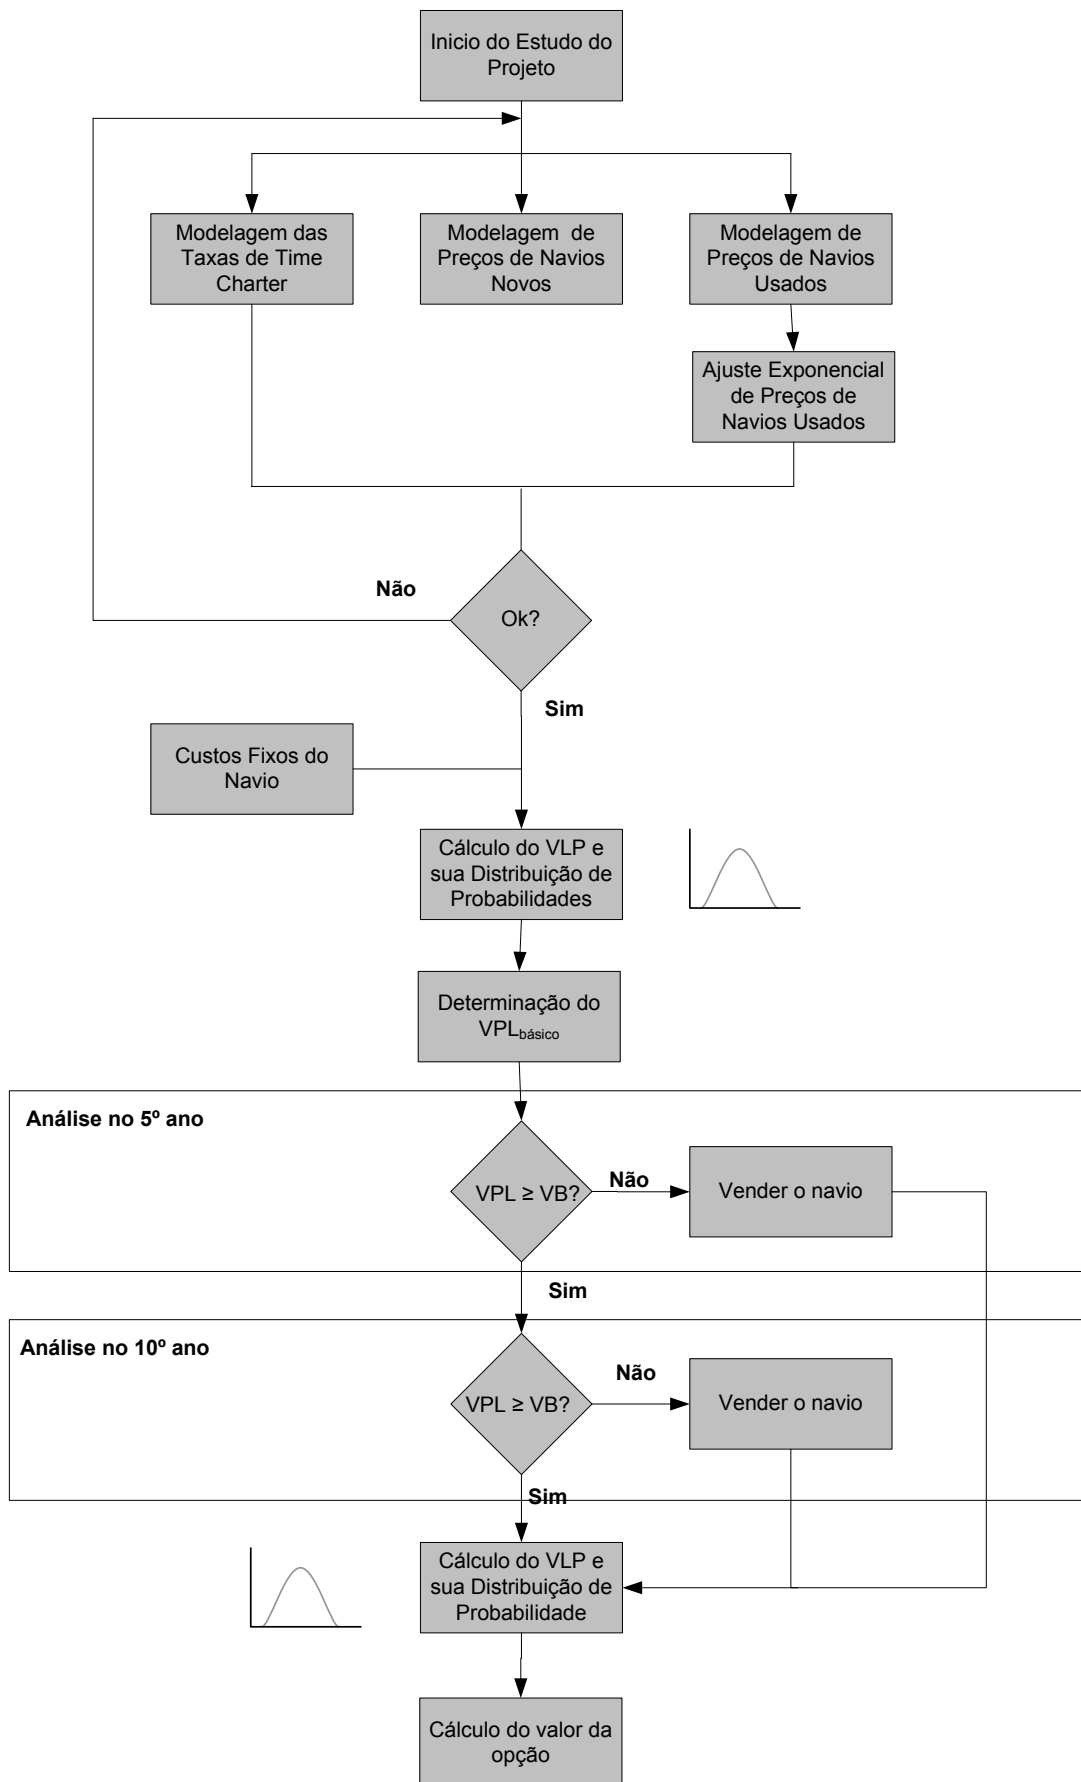 Inicio do Estudo do
Projeto
Modelagem das
Taxas de Time
Charter
Modelagem de
Preços de Navios
Novos
Modelagem de
Preços de Navios
Usados
Ajuste Exponencial
de Preços de
Navios Usados
Não
Ok?
Sim
Custos Fixos do
Navio
Cálculo do VLP e
sua Distribuição de
Probabilidades
Determinação do
VPLbásico
Análise no 5º ano
VPL ≥ VB?
Não
Vender o navio
Sim
Análise no 10º ano
VPL ≥ VB?
Não
Vender o navio
Sim
Cálculo do VLP e
sua Distribuição de
Probabilidade
Cálculo do valor da
opção